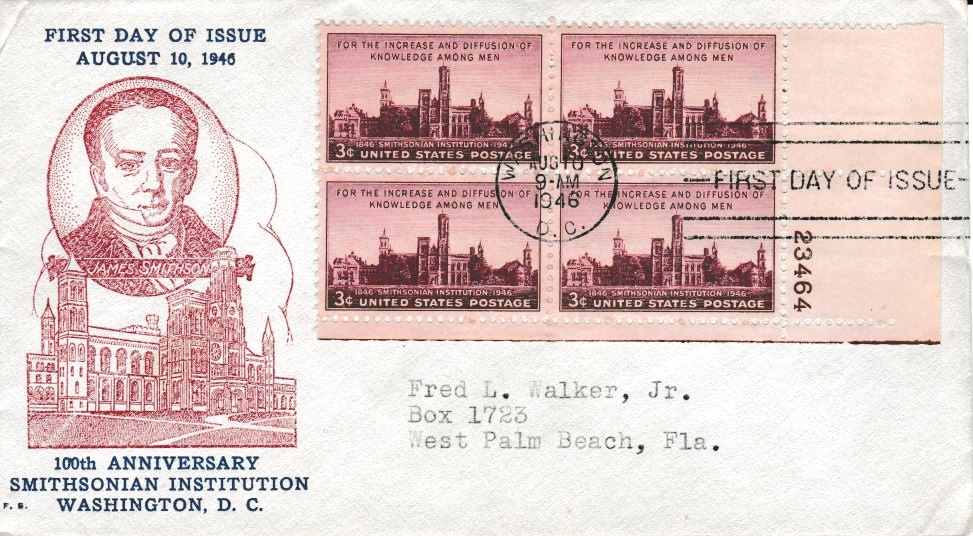 FIRST DAY OF ISSUE
AUGUST 10, 1946
JAMES SMITHSON
100th ANNIVERSARY
SMITHSONIAN INSTITUTION
WASHINGTON, D. C.
F. S.
FOR THE INCREASE AND DIFFUSION OF
KNOWLEDGE AMONG MEN
1846 · SMITHSONIAN · INSTITUTION · 1946
3¢ UNITED STATES POSTAGE
FOR THE INCREASE AND DIFFUSION OF
KNOWLEDGE AMONG MEN
1846 · SMITHSONIAN · INSTITUTION · 1946
3¢ UNITED STATES POSTAGE
FOR THE INCREASE AND DIFFUSION OF
KNOWLEDGE AMONG MEN
1846 · SMITHSONIAN · INSTITUTION · 1946
3¢ UNITED STATES POSTAGE
FOR THE INCREASE AND DIFFUSION OF
KNOWLEDGE AMONG MEN
1846 · SMITHSONIAN · INSTITUTION · 1946
3¢ UNITED STATES POSTAGE
WASHINGTON
AUG 10
9-AM
1946
D. C.
FIRST DAY OF ISSUE
23464
Fred L. Walker, Jr.
Box 1723
West Palm Beach, Fla.